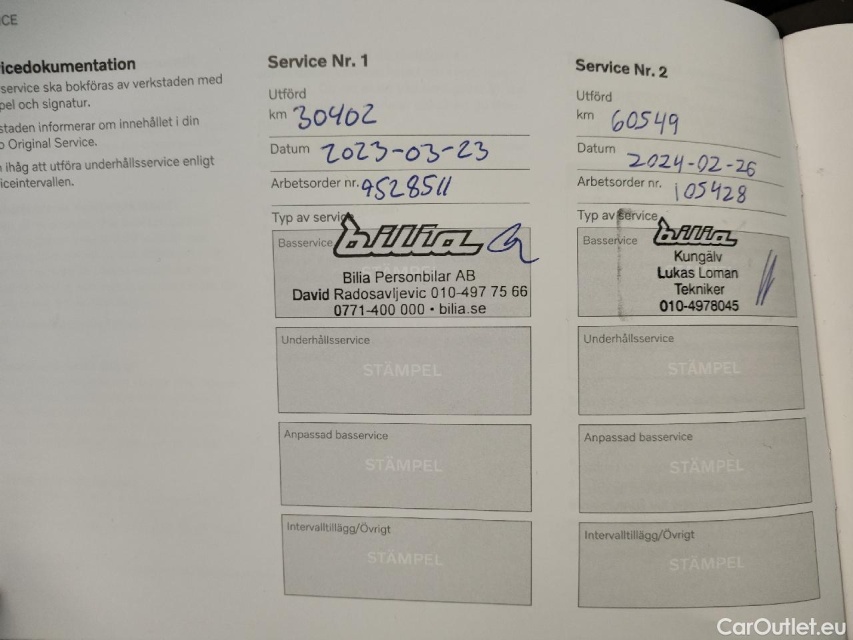 CE
icedokumentation
service ska bokföras av verkstaden med
pel och signatur.
staden informerar om innehållet i din
o Original Service.
ihåg att utföra underhållsservice enligt
iceintervallen.
Service Nr. 1
Utförd
km 30402
Datum 2023-03-23
Arbetsorder nr. 9528511
Typ av service
Basservice bilia
Bilia Personbilar AB
David Radosavljevic 010-497 75 66
0771-400 000 • bilia.se
Underhållsservice
STÄMPEL
Anpassad basservice
STÄMPEL
Intervalltillägg/Övrigt
STÄMPEL
Service Nr. 2
Utförd
km 60549
Datum 2024-02-26
Arbetsorder nr. 105428
Typ av service
Basservice bilia
Kungälv
Lukas Loman
Tekniker
010-4978045
Underhållsservice
STÄMPEL
Anpassad basservice
STÄMPEL
Intervalltillägg/Övrigt
STÄMPEL
CarOutlet.eu